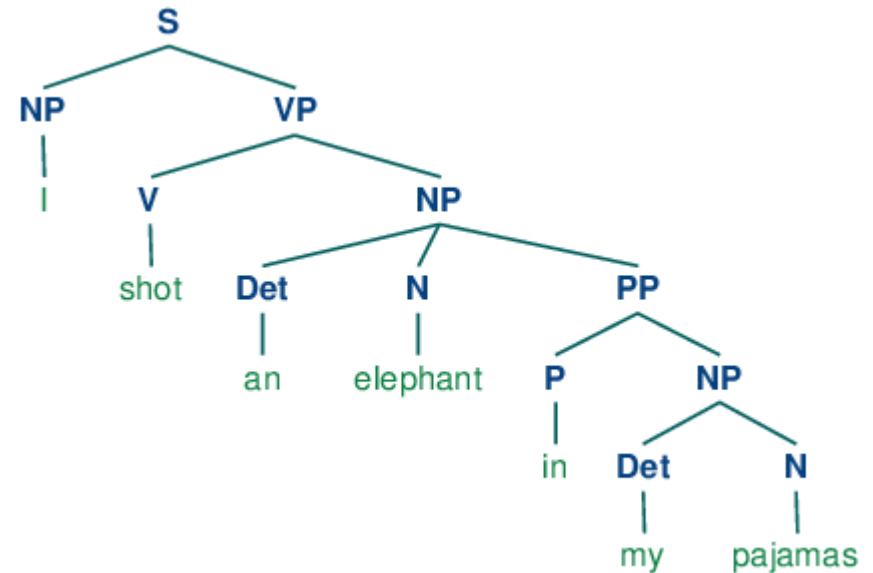 S
NP VP
I V NP
shot Det N PP
an elephant P NP
in Det N
my pajamas